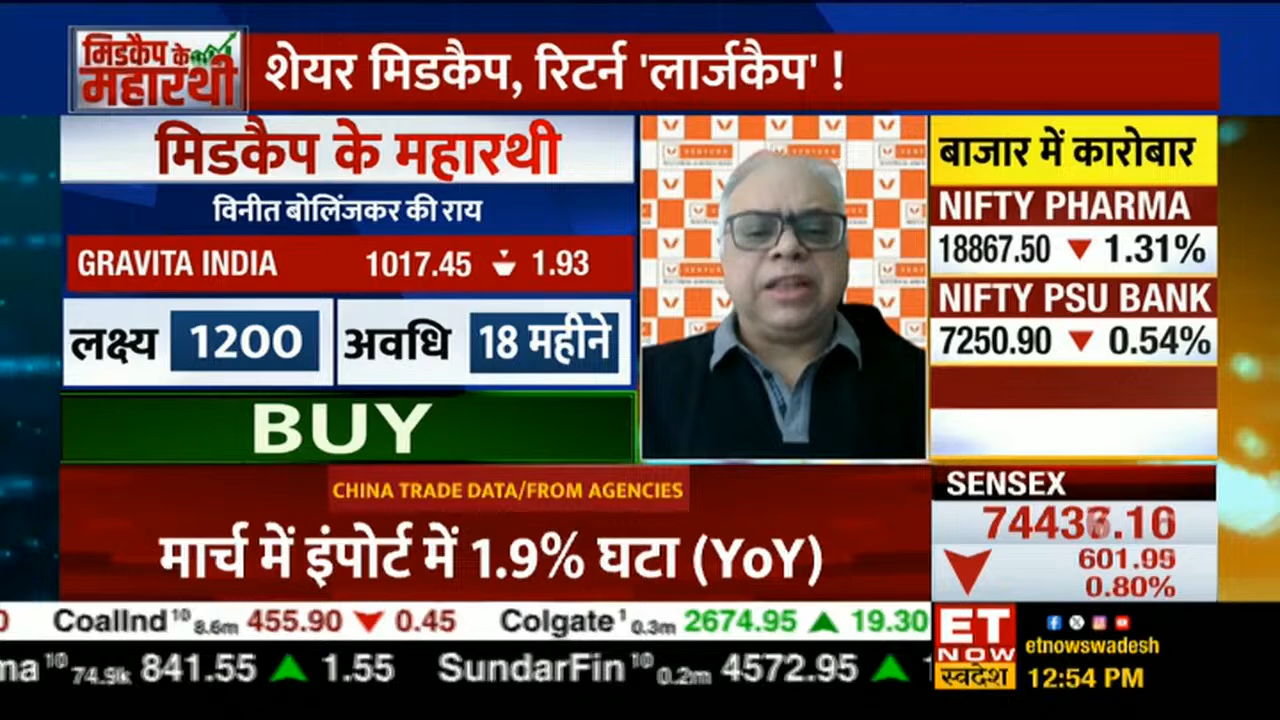 मिडकैप के
महारथी
शेयर मिडकैप, रिटर्न 'लार्जकैप' !
मिडकैप के महारथी
विनीत बोलिंजकर की राय
GRAVITA INDIA 1017.45 1.93
लक्ष्य 1200 अवधि 18 महीने
BUY
बाजार में कारोबार
NIFTY PHARMA
18867.50 ▼ 1.31%
NIFTY PSU BANK
7250.90 ▼ 0.54%
CHINA TRADE DATA/FROM AGENCIES
मार्च में इंपोर्ट में 1.9% घटा (YoY)
SENSEX
601.99
0.80%
0 CoalInd 10 8.6m 455.90 ▼ 0.45 Colgate 1 0.3m 2674.95 ▲ 19.30
ma 10 74.9k 841.55 ▲ 1.55 SundarFin 10 0.2m 4572.95 ▲
ET
NOW
स्वदेश
etnowswadesh
12:54 PM